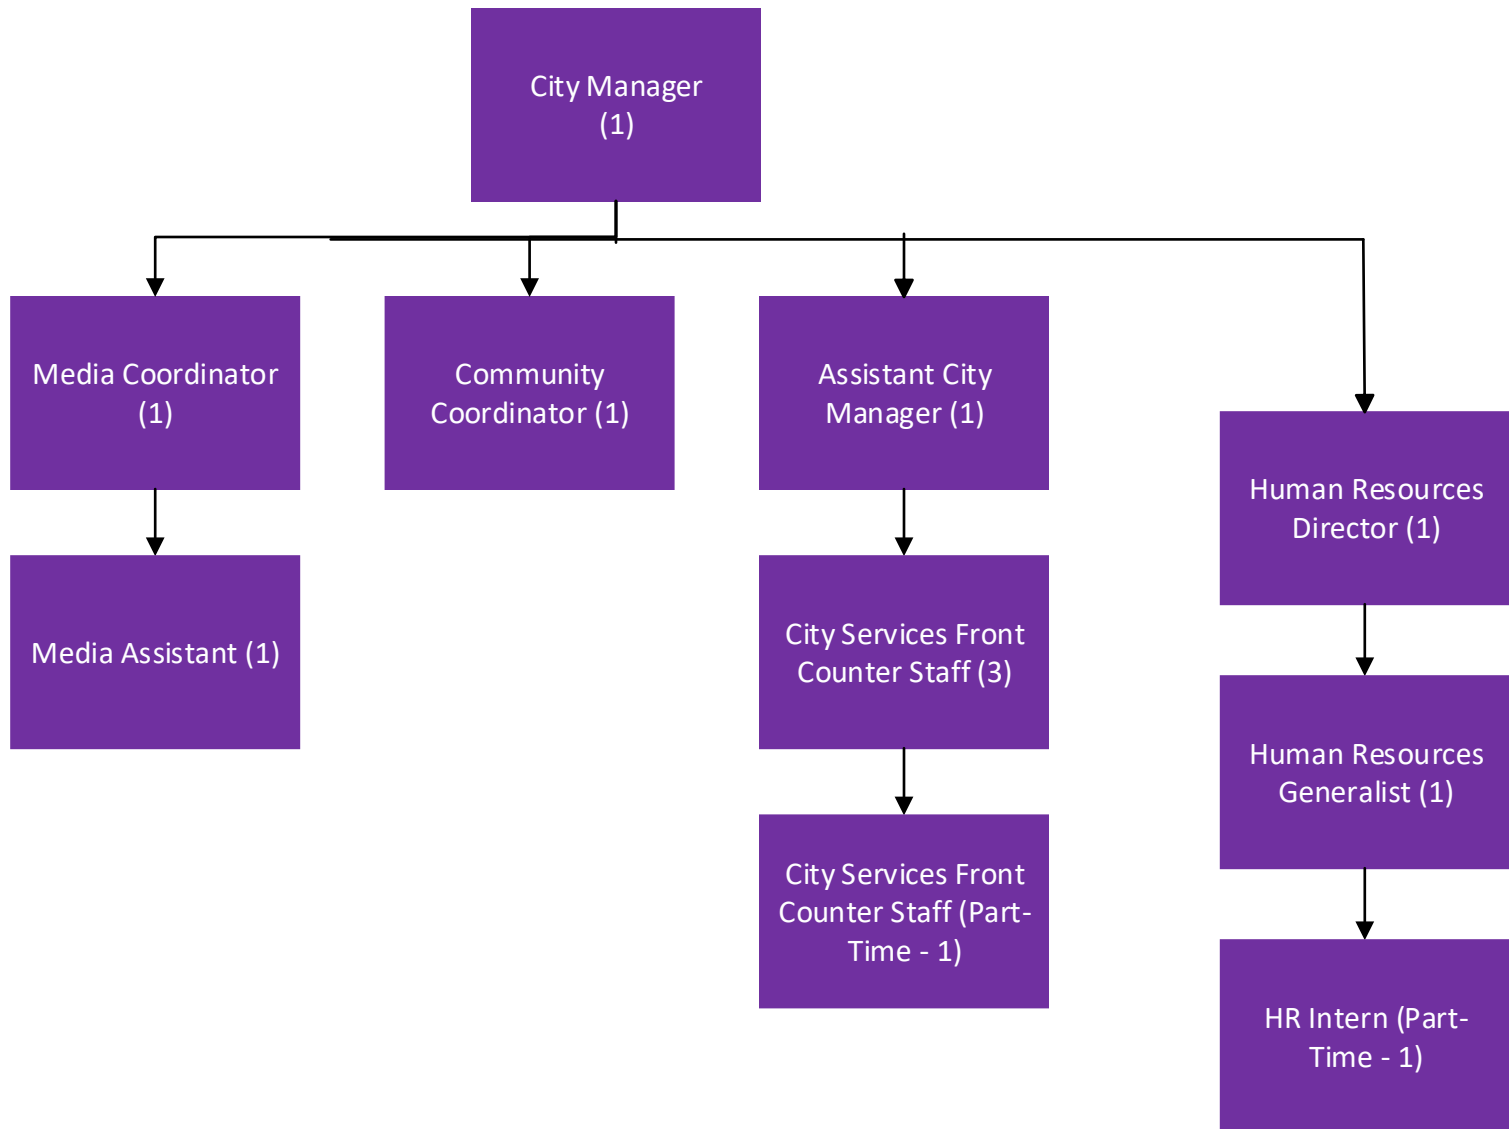 City Manager
(1)
Media Coordinator
(1)
Community
Coordinator (1)
Assistant City
Manager (1)
Human Resources
Director (1)
Media Assistant (1)
City Services Front
Counter Staff (3)
Human Resources
Generalist (1)
City Services Front
Counter Staff (Part-
Time - 1)
HR Intern (Part-
Time - 1)